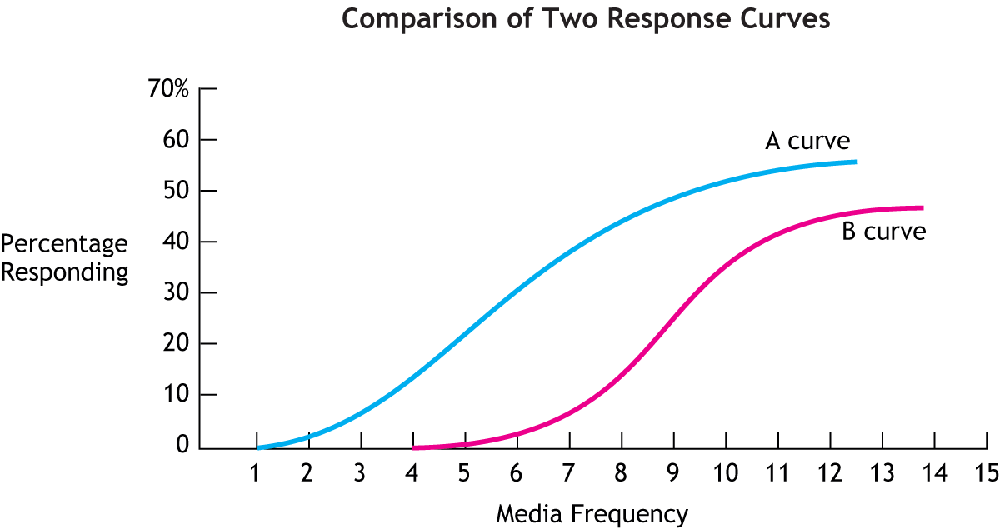 Comparison of Two Response Curves
70%
60
50
40
30
20
10
0
Percentage
Responding
A curve
B curve
1 2 3 4 5 6 7 8 9 10 11 12 13 14 15
Media Frequency